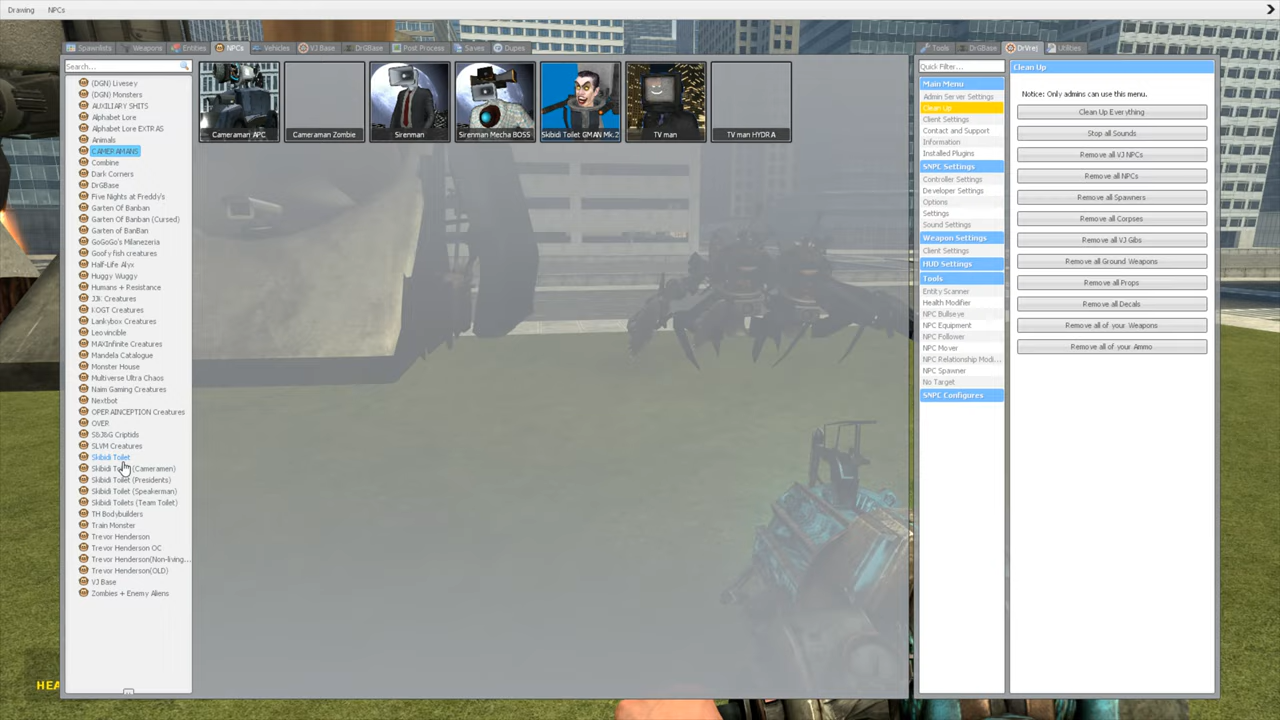 Drawing NPCs
Spawnlists Weapons Entities NPCs Vehicles VJ Base DrGBase Post Process Saves Dupes
Tools DrGBase DrVrej Utilities
Search...
(DGN) Livesey
(DGN) Monsters
AUXILIARY SHITS
Alphabet Lore
Alphabet Lore EXTRAS
Animals
CAMERAMANS
Combine
Dark Corners
DrGBase
Five Nights at Freddy's
Garten Of Banban
Garten Of Banban (Cursed)
Garten of BanBan
GoGoGo's Milanezeria
Goofy fish creatures
Half-Life Alyx
Huggy Wuggy
Humans + Resistance
JJK Creatures
KOGT Creatures
Lankybox Creatures
Leovincible
MAXInfinite Creatures
Mandela Catalogue
Monster House
Multiverse Ultra Chaos
Naim Gaming Creatures
Nextbot
OPERAINCEPTION Creatures
OVER
SLVM Creatures
Skibidi Toilet
Skibidi (Cameramen)
Skibidi Toilet (Presidents)
Skibidi Toilet (Speakerman)
Skibidi Toilets (Team Toilet)
TH Bodybuilders
Train Monster
Trevor Henderson
Trevor Henderson OC
Trevor Henderson(Non-living...
Trevor Henderson(OLD)
VJ Base
Zombies + Enemy Aliens
Cameraman APC
Cameraman Zombie
Sirenman
Sirenman Mecha BOSS
Skibidi Toilet GMAN Mk.2
TV man
TV man HYDRA
Quick Filter...
Main Menu
Admin Server Settings
Clean Up
Client Settings
Contact and Support
Information
Installed Plugins
SNPC Settings
Controller Settings
Developer Settings
Options
Settings
Sound Settings
Weapon Settings
Client Settings
HUD Settings
Tools
Entity Scanner
Health Modifier
NPC Bullseye
NPC Equipment
NPC Follower
NPC Mover
NPC Relationship Modi...
NPC Spawner
No Target
SNPC Configures
Clean Up
Notice: Only admins can use this menu.
Clean Up Everything
Stop all Sounds
Remove all VJ NPCs
Remove all NPCs
Remove all Spawners
Remove all Corpses
Remove all VJ Gibs
Remove all Ground Weapons
Remove all Props
Remove all Decals
Remove all of your Weapons
Remove all of your Ammo
HEA